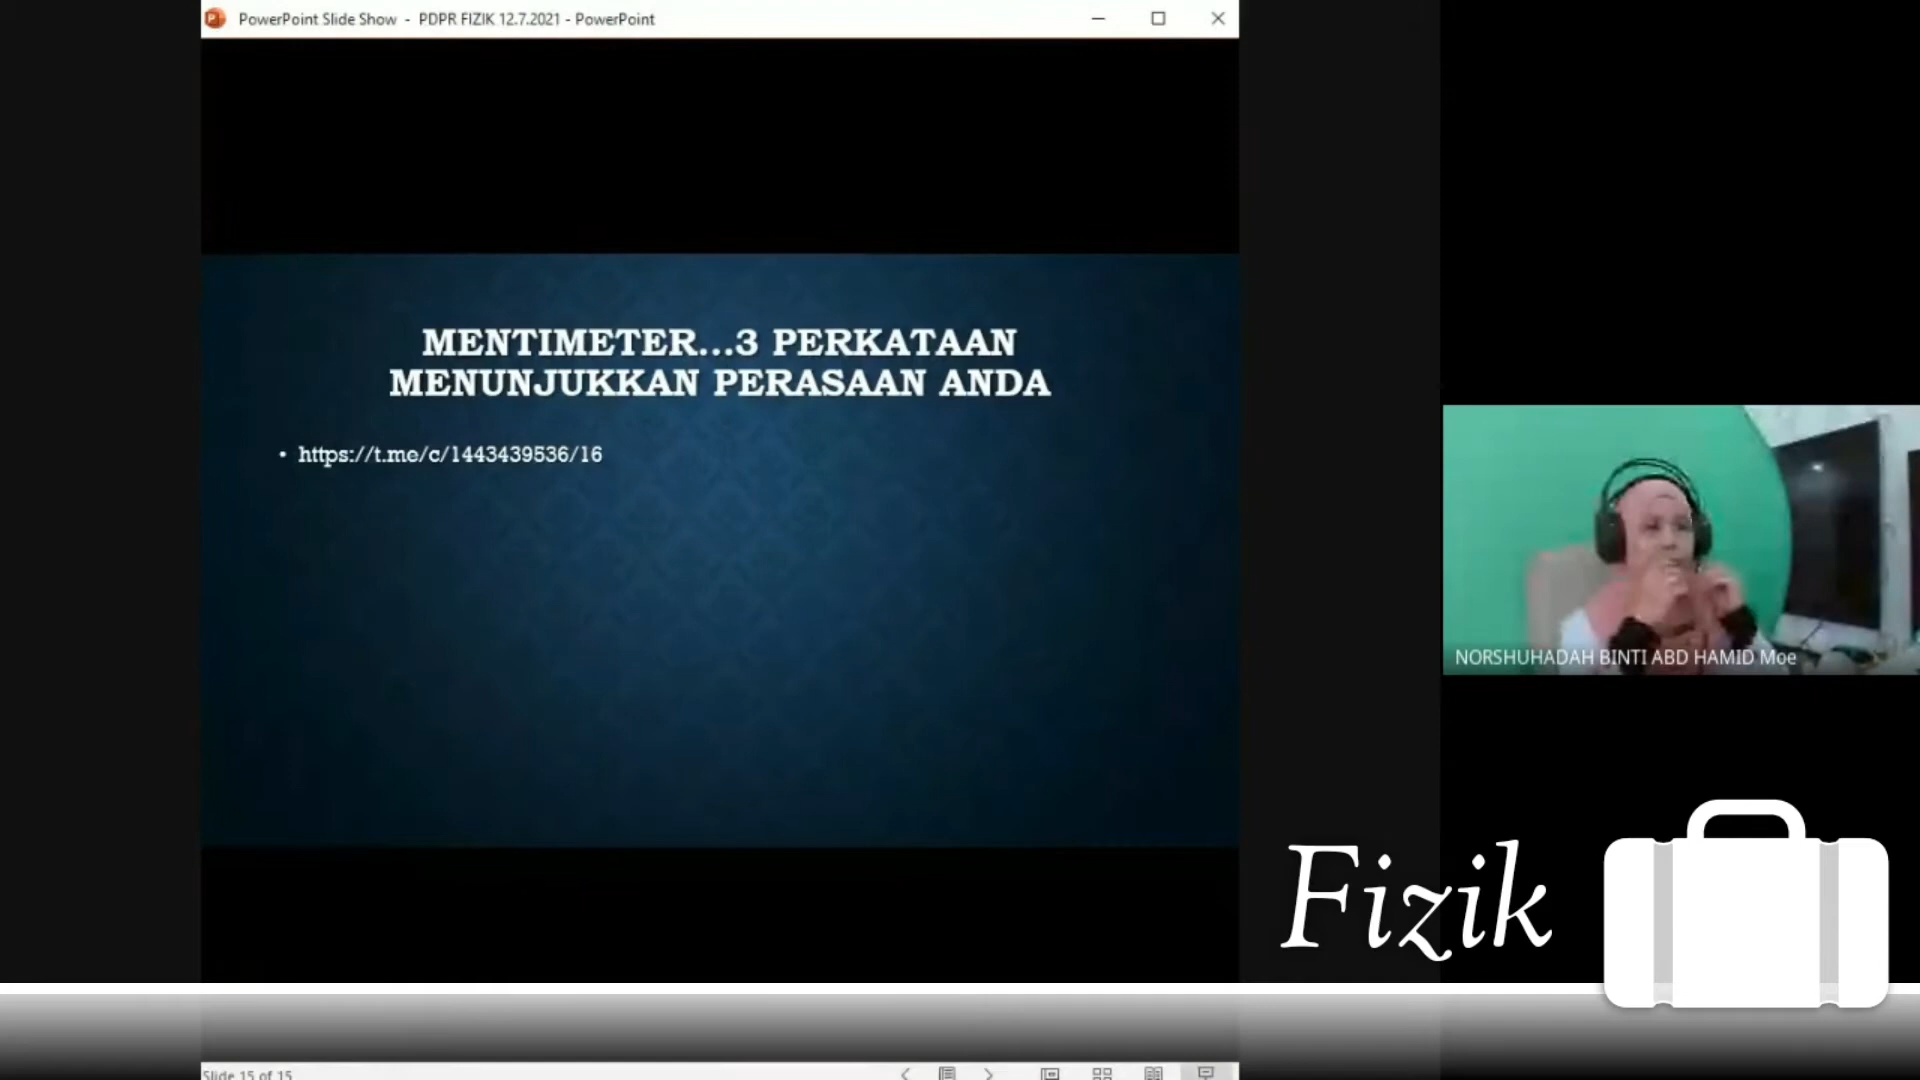 PowerPoint Slide Show - PDPR FIZIK 12.7.2021 - PowerPoint
MENTIMETER...3 PERKATAAN
MENUNJUKKAN PERASAAN ANDA
• https://t.me/c/1443439536/16
NORSHUHADAH BINTI ABD HAMID Moe
Fizik
Slide 15 of 15